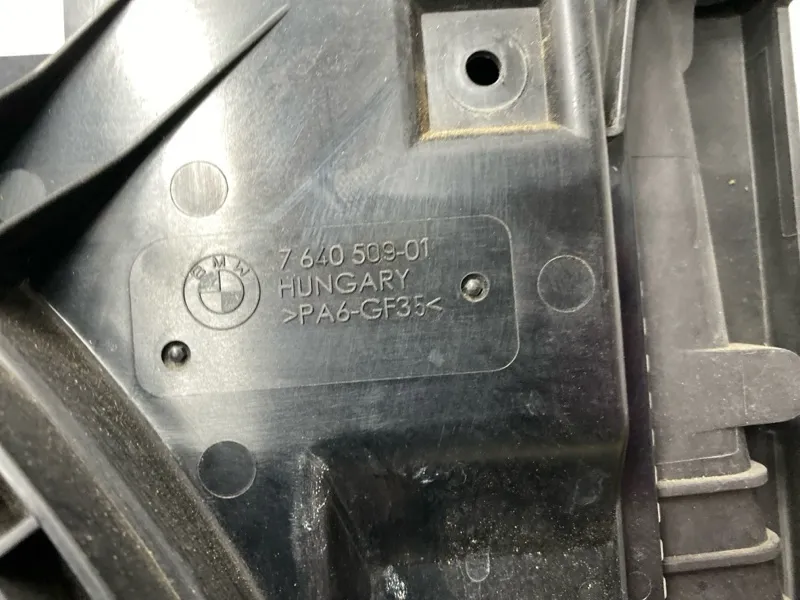 BMW
7 640 509-01
HUNGARY
>PA6-GF35<